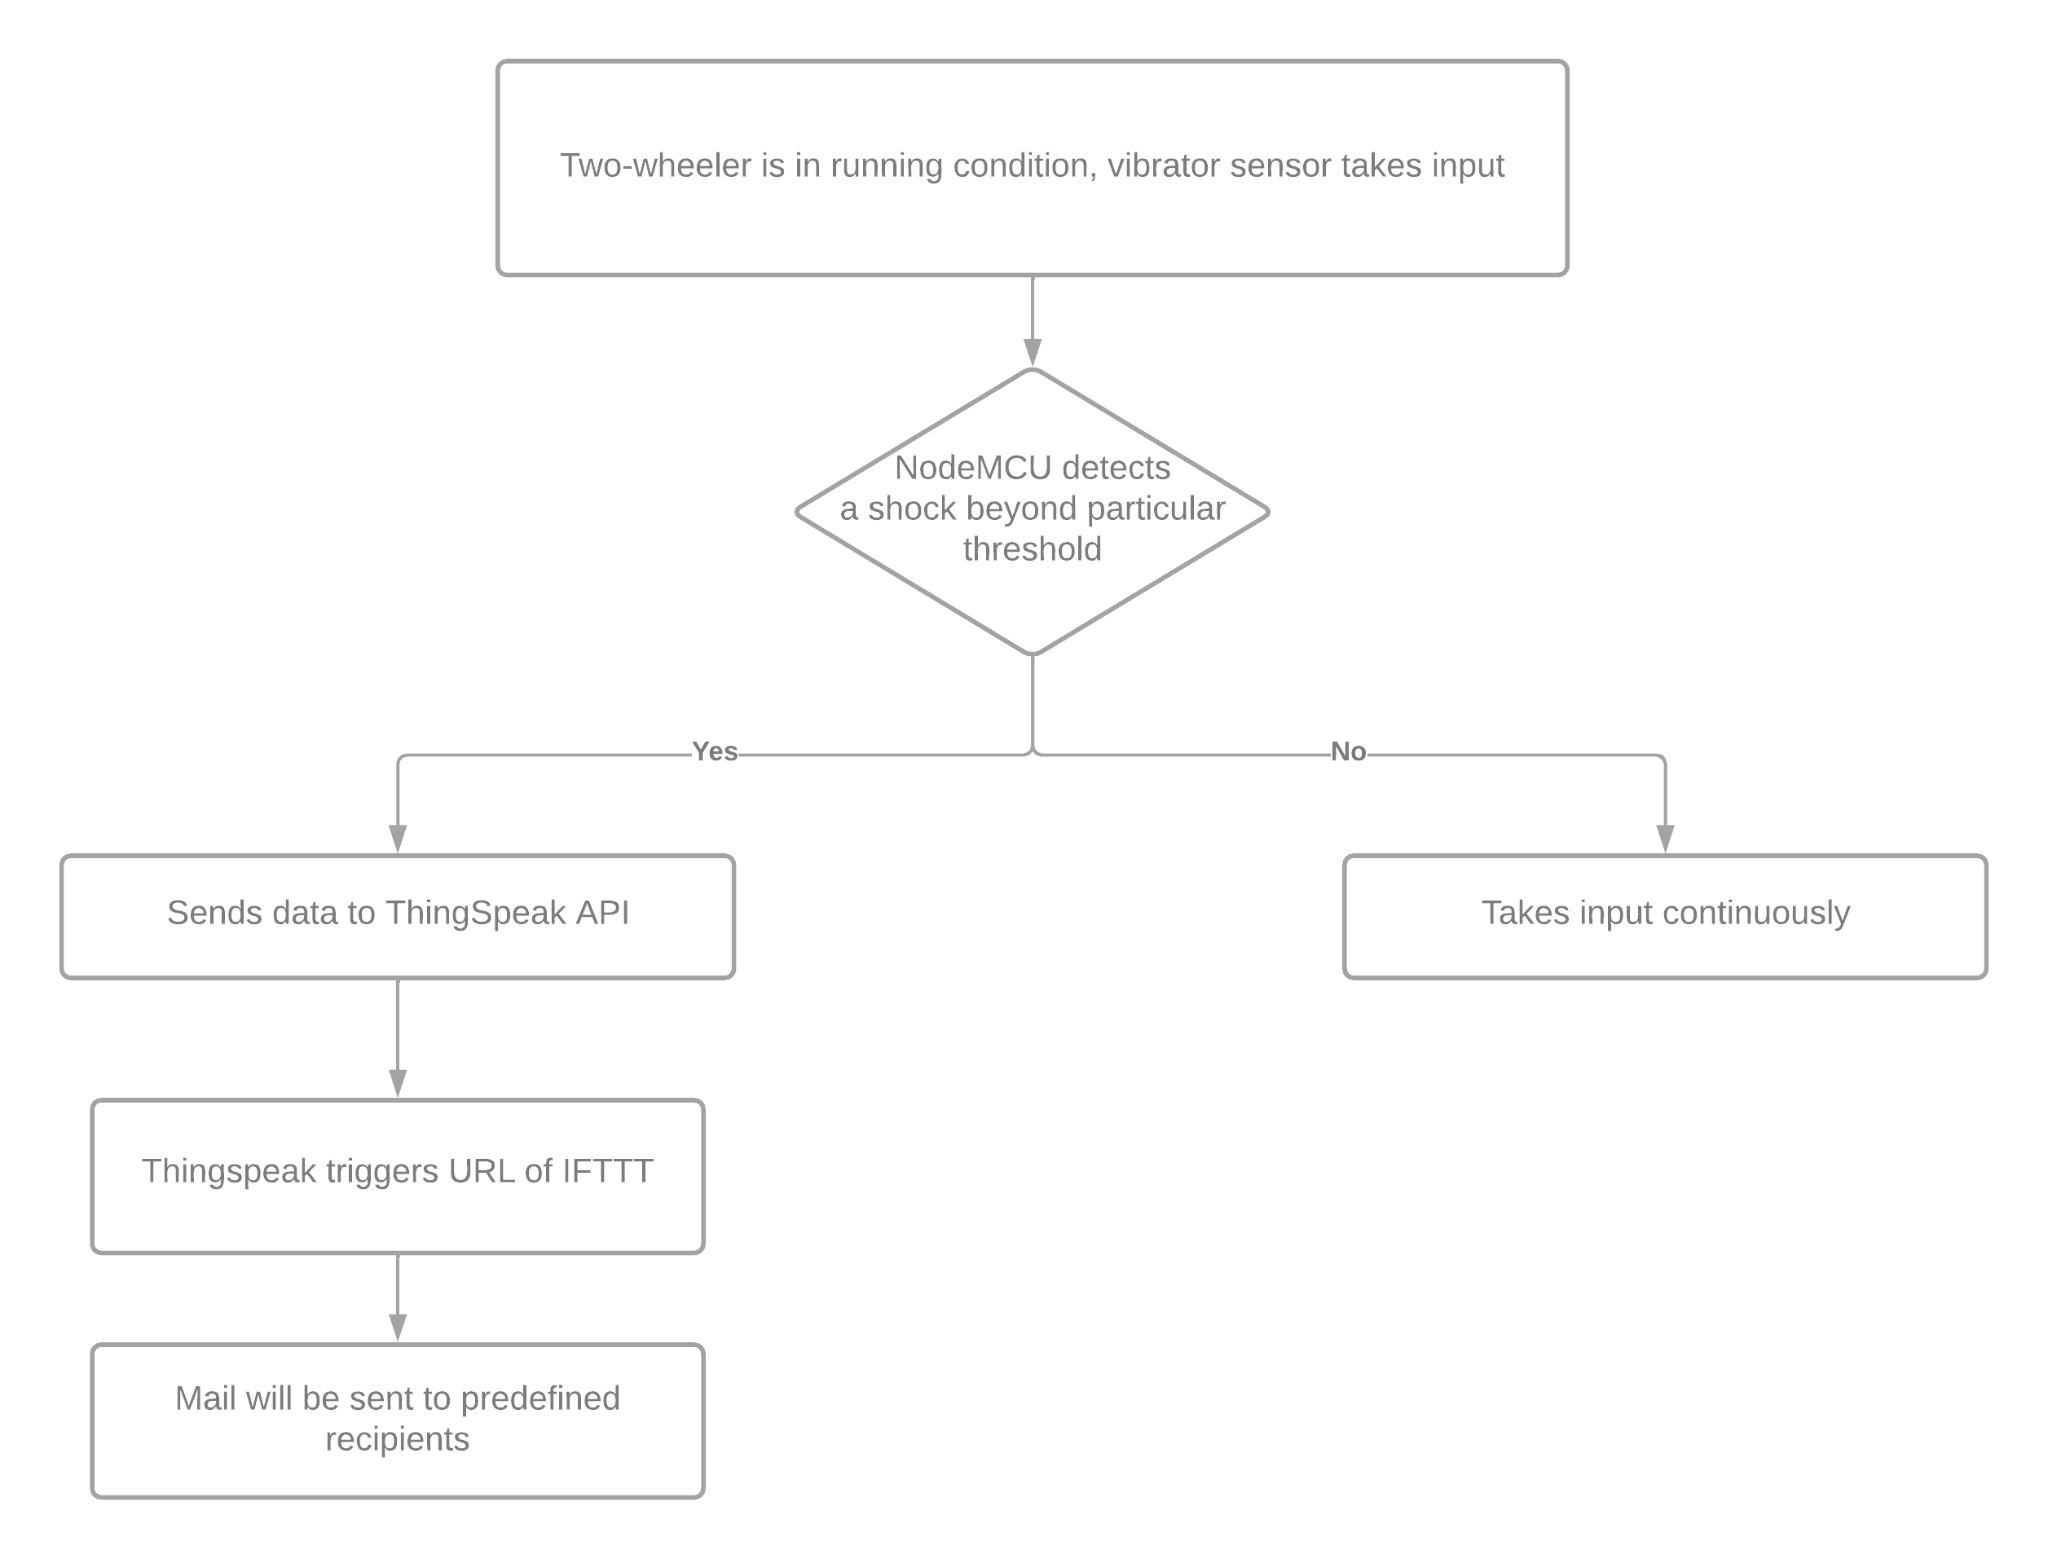 Two-wheeler is in running condition, vibrator sensor takes input
NodeMCU detects
a shock beyond particular
threshold
Yes
No
Sends data to ThingSpeak API
Takes input continuously
Thingspeak triggers URL of IFTTT
Mail will be sent to predefined
recipients